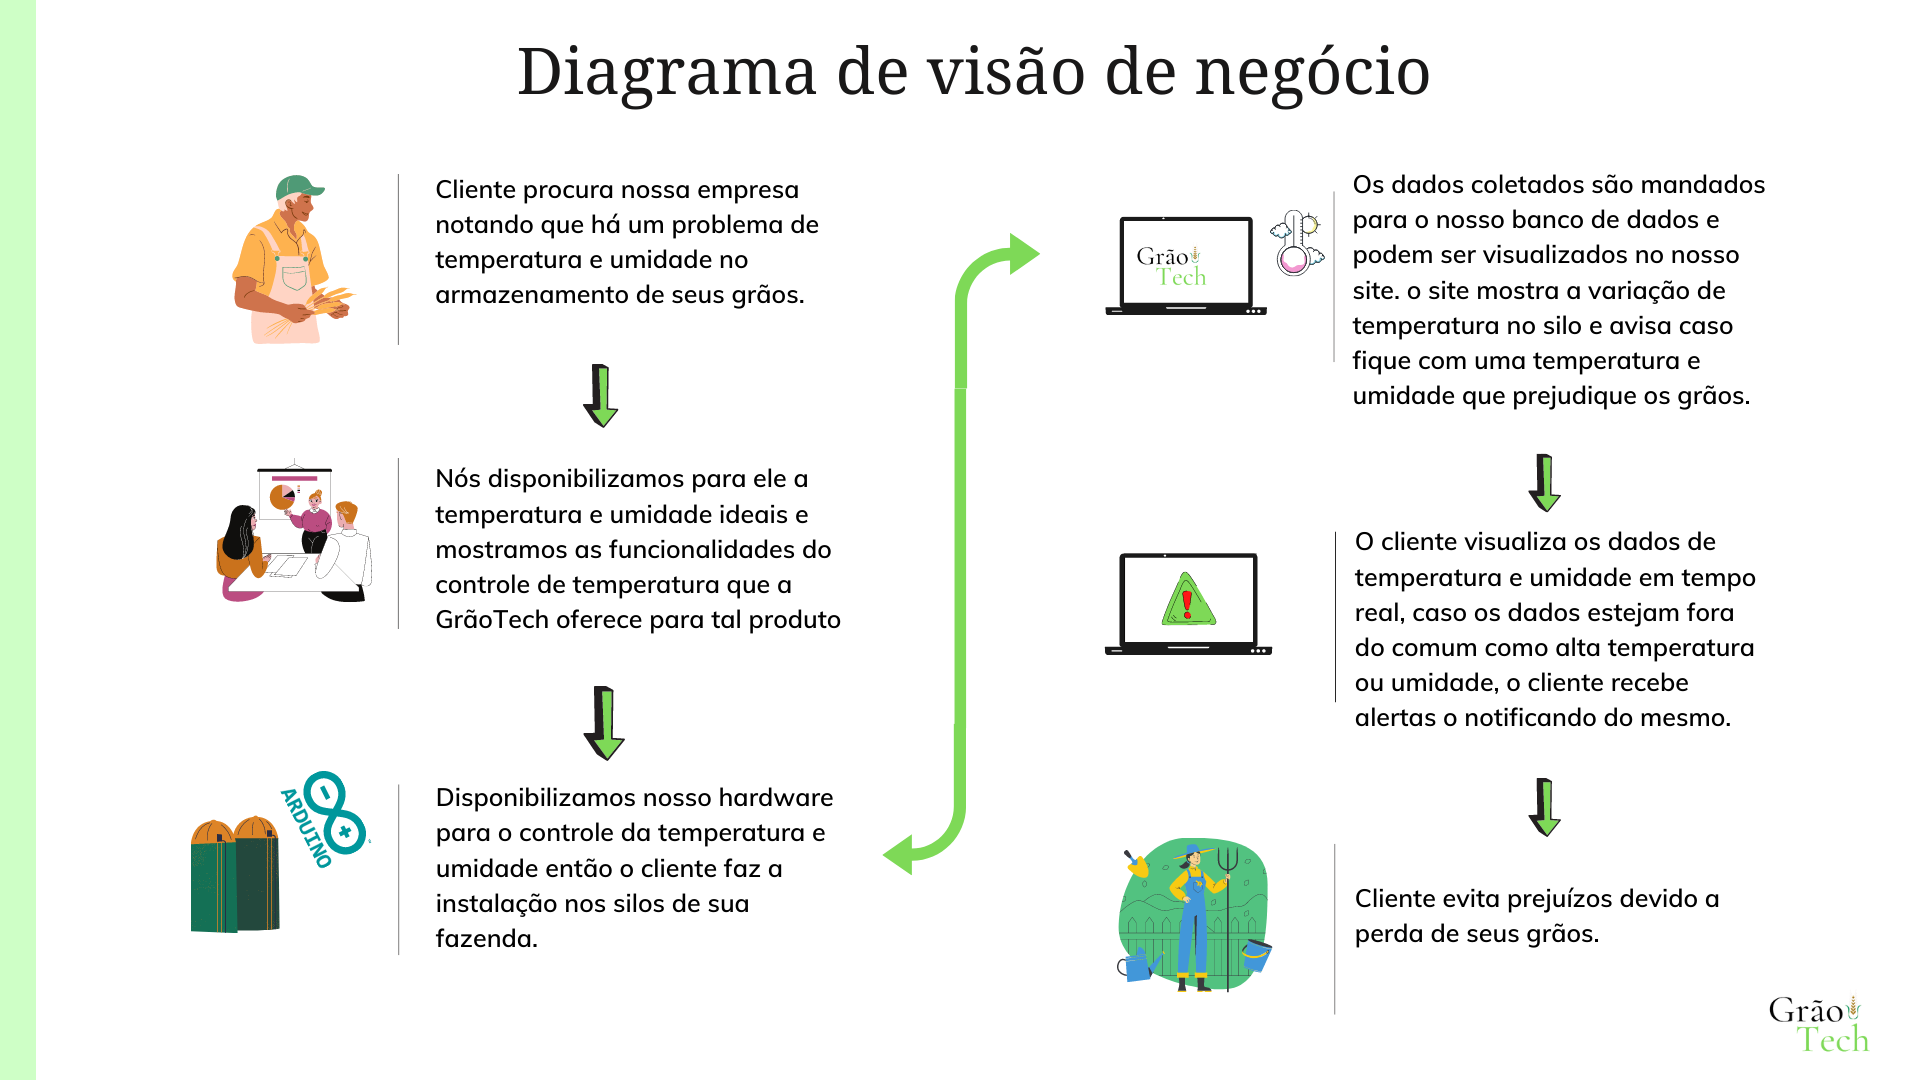 Diagrama de visão de negócio
Cliente procura nossa empresa
notando que há um problema de
temperatura e umidade no
armazenamento de seus grãos.
Nós disponibilizamos para ele a
temperatura e umidade ideais e
mostramos as funcionalidades do
controle de temperatura que a
GrãoTech oferece para tal produto
ARDUINO
Disponibilizamos nosso hardware
para o controle da temperatura e
umidade então o cliente faz a
instalação nos silos de sua
fazenda.
Grão
Tech
Os dados coletados são mandados
para o nosso banco de dados e
podem ser visualizados no nosso
site. o site mostra a variação de
temperatura no silo e avisa caso
fique com uma temperatura e
umidade que prejudique os grãos.
O cliente visualiza os dados de
temperatura e umidade em tempo
real, caso os dados estejam fora
do comum como alta temperatura
ou umidade, o cliente recebe
alertas o notificando do mesmo.
Cliente evita prejuízos devido a
perda de seus grãos.
Grão
Tech